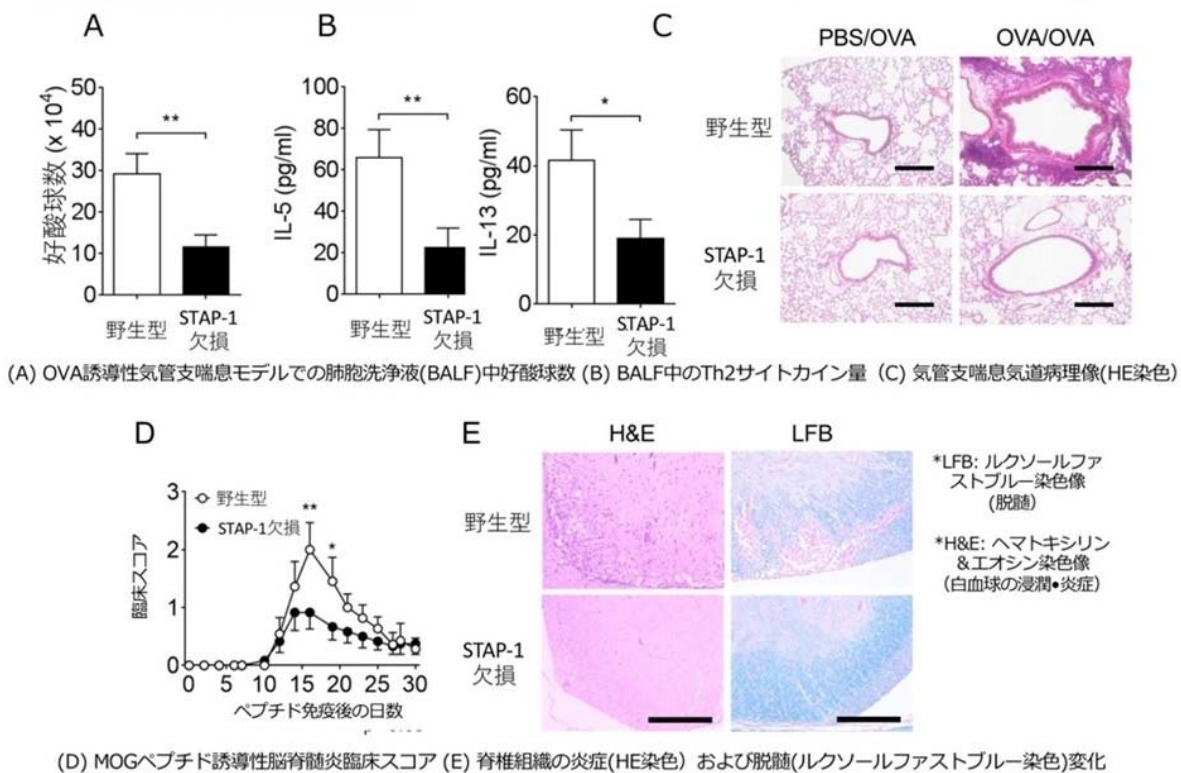 A
好酸球数 (x 10⁴)
50
40
30
20
10
0
**
野生型
STAP-1
欠損
B
IL-5 (pg/ml)
100
80
60
40
20
0
**
野生型
STAP-1
欠損
IL-13 (pg/ml)
60
40
20
0
*
野生型
STAP-1
欠損
C
PBS/OVA
OVA/OVA
野生型
STAP-1
欠損
(A) OVA誘導性気管支喘息モデルでの肺胞洗浄液(BALF)中好酸球数 (B) BALF中のTh2サイトカイン量 (C) 気管支喘息気道病理像(HE染色)
D
臨床スコア
3
2
1
0
野生型
STAP-1欠損
**
*
0 5 10 15 20 25 30
ペプチド免疫後の日数
E
H&E
LFB
野生型
STAP-1
欠損
*LFB: ルクソールファ
ストブルー染色像
(脱髄)
*H&E: ヘマトキシリン
&エオシン染色像
(白血球の浸潤•炎症)
(D) MOGペプチド誘導性脳脊髄炎臨床スコア (E) 脊椎組織の炎症(HE染色）および脱髄(ルクソールファストブルー染色)変化